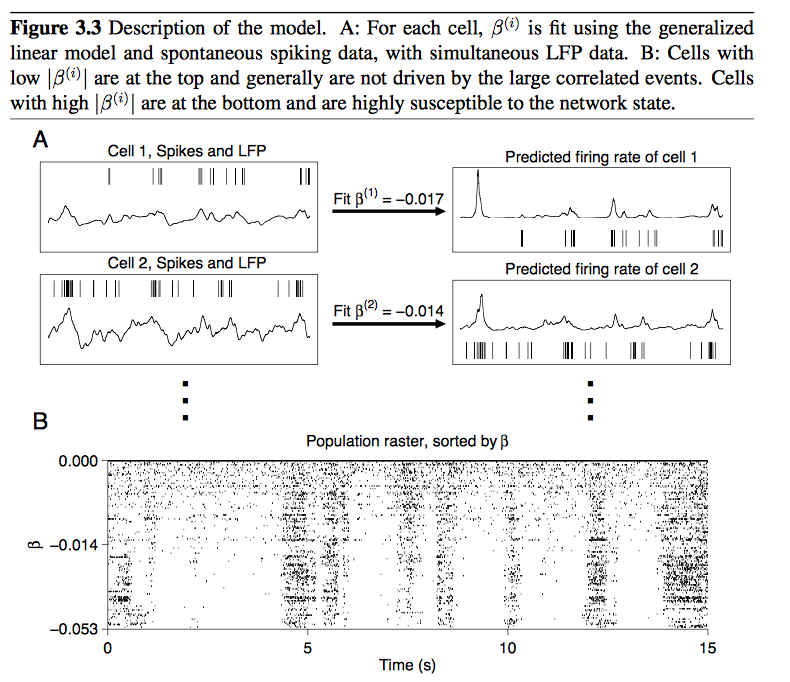 Figure 3.3 Description of the model. A: For each cell, β(i) is fit using the generalized
linear model and spontaneous spiking data, with simultaneous LFP data. B: Cells with
low |β(i)| are at the top and generally are not driven by the large correlated events. Cells
with high |β(i)| are at the bottom and are highly susceptible to the network state.
A
Cell 1, Spikes and LFP
Predicted firing rate of cell 1
Fit β(1) = −0.017
Cell 2, Spikes and LFP
Predicted firing rate of cell 2
Fit β(2) = −0.014
B
Population raster, sorted by β
0.000
β
−0.014
−0.053
0 5 10 15
Time (s)